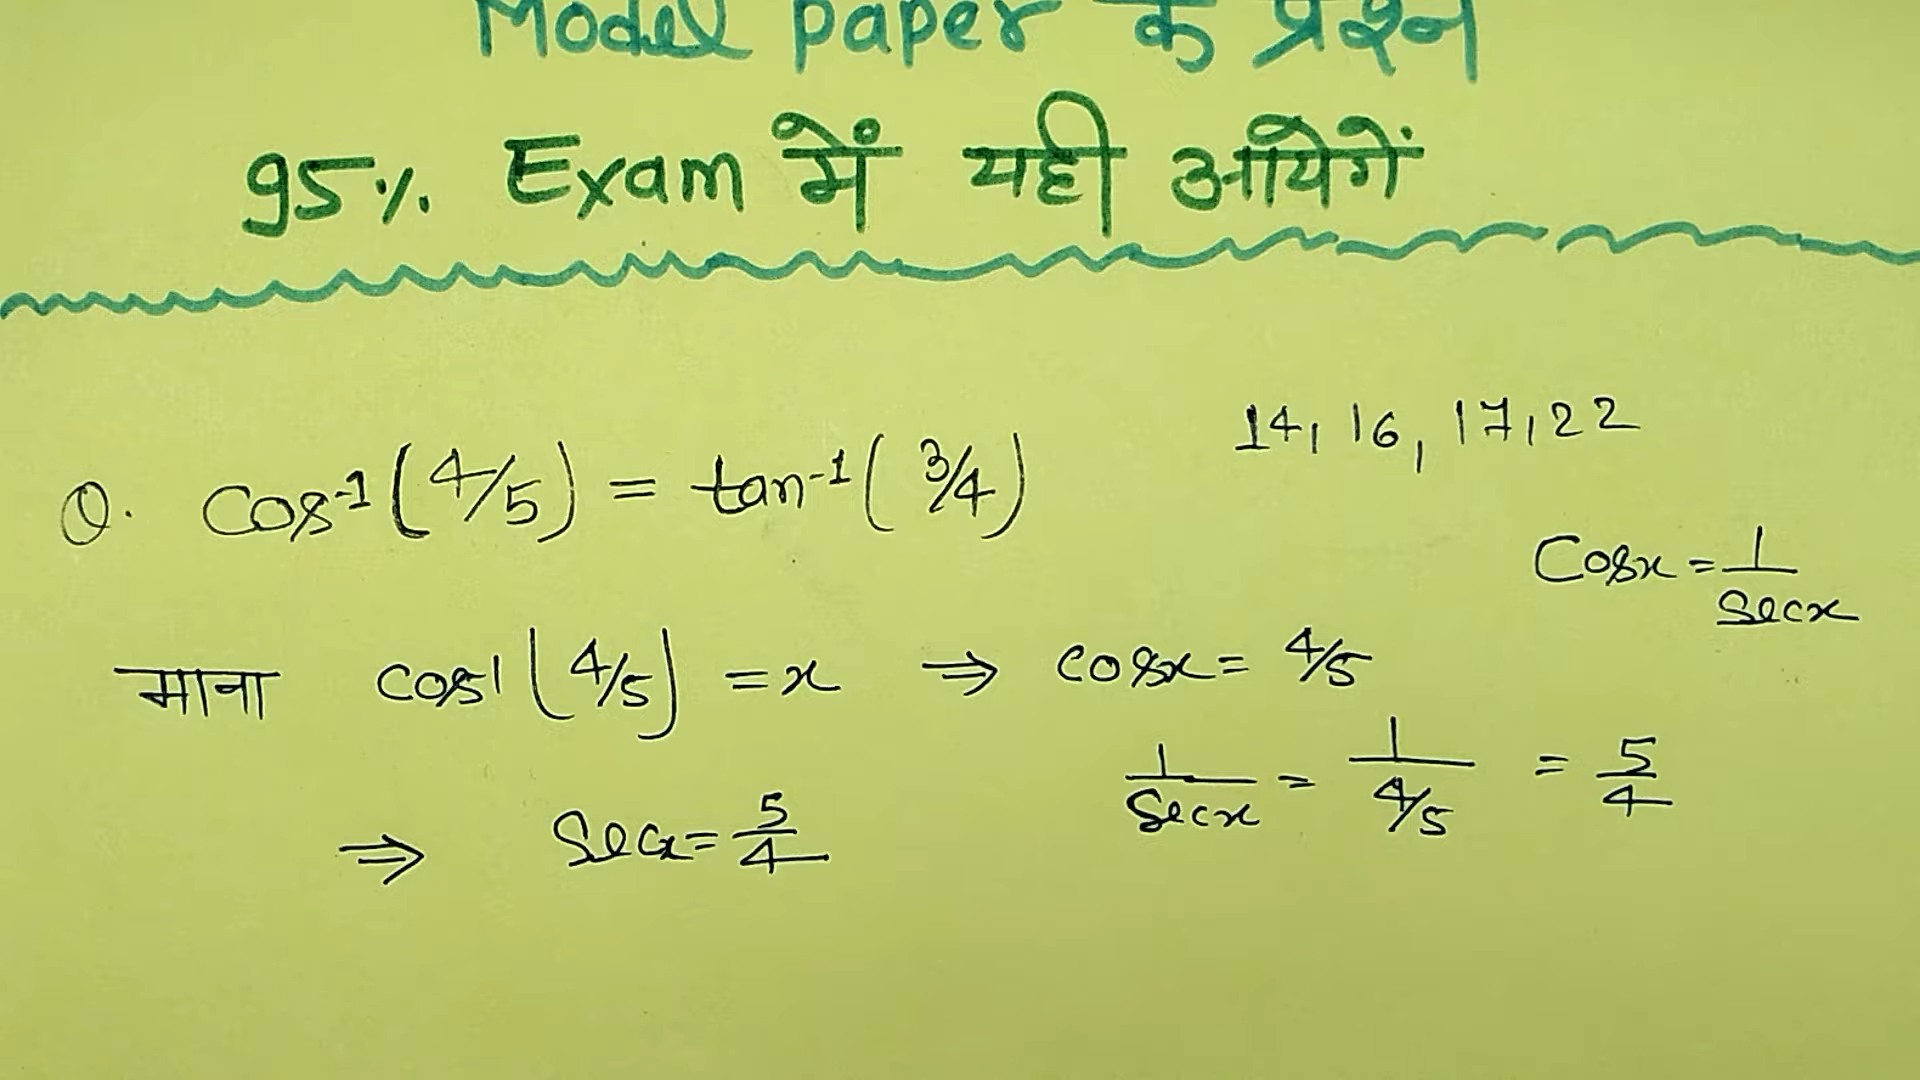 Model paper के प्रश्न
95% Exam में यही आयेगें
14, 16, 17, 22
Q. Cos⁻¹(4/5) = tan⁻¹(3/4)
Cosx = 1/Secx
माना cos⁻¹(4/5) = x ⇒ cosx = 4/5
1/Secx = 1/(4/5) = 5/4
⇒ Secx = 5/4